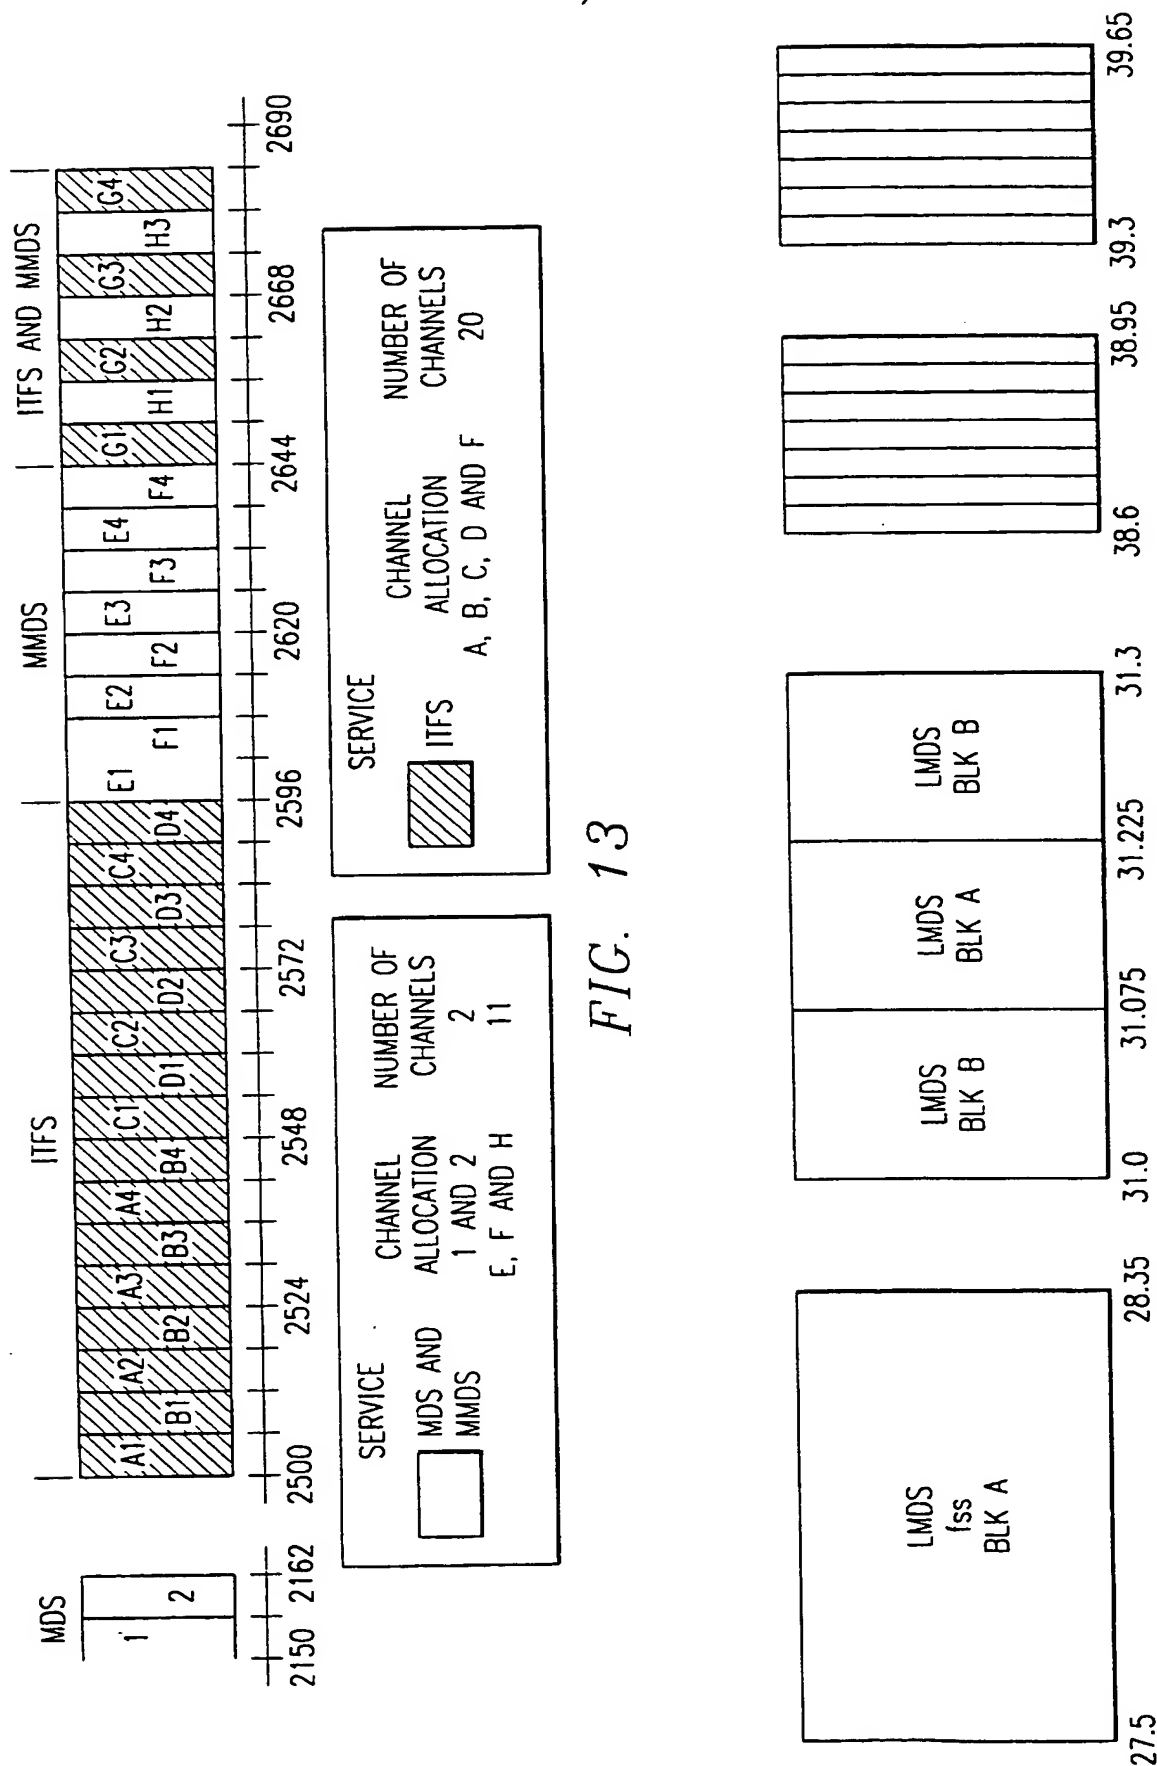 MDS
ITFS
MMDS
ITFS AND MMDS
1
2
A1
B1
A2
B2
A3
B3
A4
B4
C1
D1
C2
D2
C3
D3
C4
D4
E1
F1
E2
F2
E3
F3
E4
F4
G1
H1
G2
H2
G3
H3
G4
2150
2162
2500
2524
2548
2572
2596
2620
2644
2668
2690
SERVICE
CHANNEL ALLOCATION
NUMBER OF CHANNELS
MDS AND MMDS
1 AND 2
2
E, F AND H
11
SERVICE
CHANNEL ALLOCATION
NUMBER OF CHANNELS
ITFS
A, B, C, D AND F
20
FIG. 13
LMDS
fss
BLK A
LMDS
BLK B
LMDS
BLK A
LMDS
BLK B
27.5
28.35
31.0
31.075
31.225
31.3
38.6
38.95
39.3
39.65